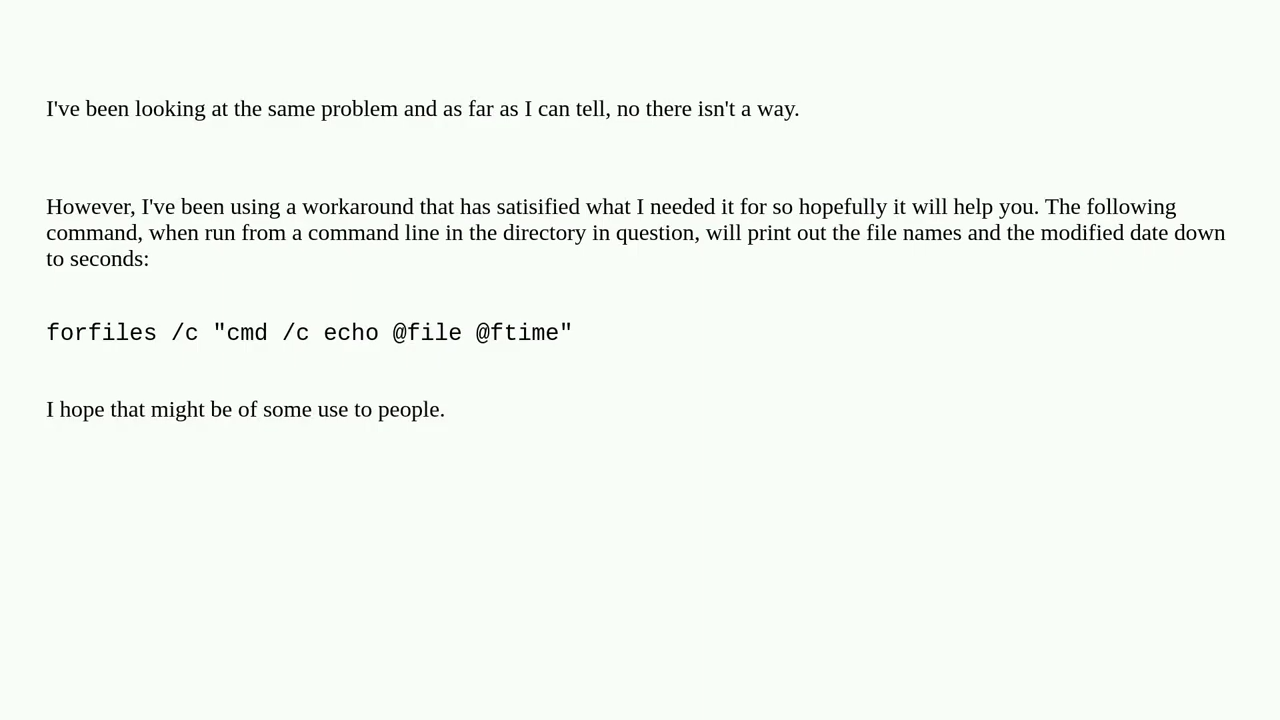 I've been looking at the same problem and as far as I can tell, no there isn't a way.
However, I've been using a workaround that has satisified what I needed it for so hopefully it will help you. The following
command, when run from a command line in the directory in question, will print out the file names and the modified date down
to seconds:
forfiles /c "cmd /c echo @file @ftime"
I hope that might be of some use to people.